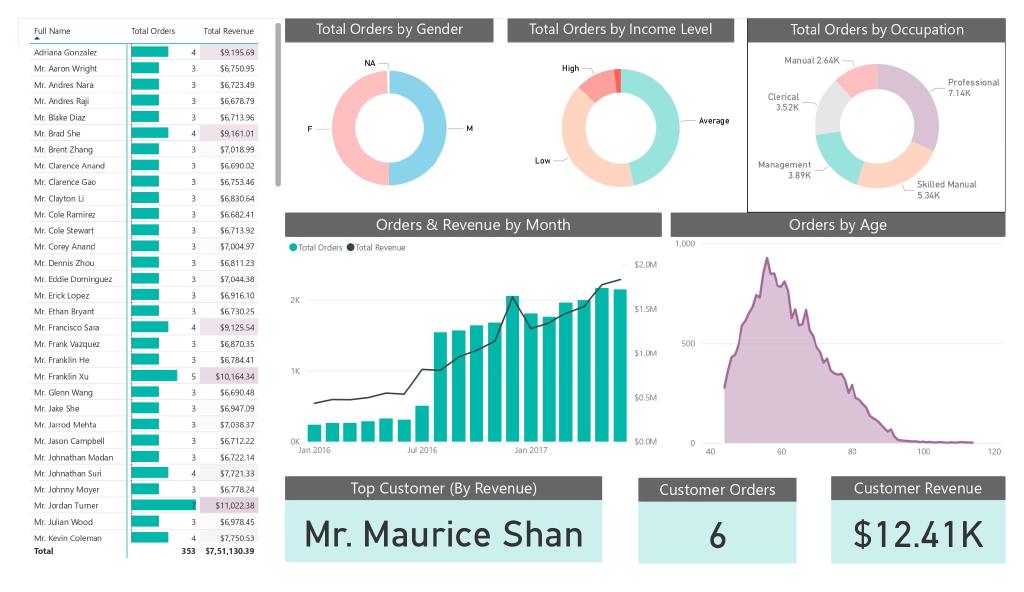 Full Name Total Orders Total Revenue
Adriana Gonzalez 4 $9,195.69
Mr. Aaron Wright 3 $6,750.95
Mr. Andres Nara 3 $6,723.49
Mr. Andres Raji 3 $6,678.79
Mr. Blake Diaz 3 $6,713.96
Mr. Brad She 4 $9,161.01
Mr. Brent Zhang 3 $7,018.99
Mr. Clarence Anand 3 $6,690.02
Mr. Clarence Gao 3 $6,753.46
Mr. Clayton Li 3 $6,830.64
Mr. Cole Ramirez 3 $6,682.41
Mr. Cole Stewart 3 $6,713.92
Mr. Corey Anand 3 $7,004.97
Mr. Dennis Zhou 3 $6,811.23
Mr. Eddie Dominguez 3 $7,044.38
Mr. Erick Lopez 3 $6,916.10
Mr. Ethan Bryant 3 $6,730.25
Mr. Francisco Sara 4 $9,125.54
Mr. Frank Vazquez 3 $6,870.35
Mr. Franklin He 3 $6,784.41
Mr. Franklin Xu 5 $10,164.34
Mr. Glenn Wang 3 $6,690.48
Mr. Jake She 3 $6,947.09
Mr. Jarrod Mehta 3 $7,038.37
Mr. Jason Campbell 3 $6,712.22
Mr. Johnathan Madan 3 $6,722.14
Mr. Johnathan Suri 4 $7,721.33
Mr. Johnny Moyer 3 $6,778.24
Mr. Jordan Turner 7 $11,022.38
Mr. Julian Wood 3 $6,978.45
Mr. Kevin Coleman 4 $7,750.53
Total 353 $7,51,130.39
Total Orders by Gender
NA
F
M
Total Orders by Income Level
High
Average
Low
Total Orders by Occupation
Manual 2.64K
Professional
7.14K
Clerical
3.52K
Management
3.89K
Skilled Manual
5.34K
Orders & Revenue by Month
Total Orders Total Revenue
$2.0M
2K
$1.5M
$1.0M
1K
$0.5M
0K
$0.0M
Jan 2016 Jul 2016 Jan 2017
Orders by Age
1,000
500
0
40 60 80 100 120
Top Customer (By Revenue)
Mr. Maurice Shan
Customer Orders
6
Customer Revenue
$12.41K